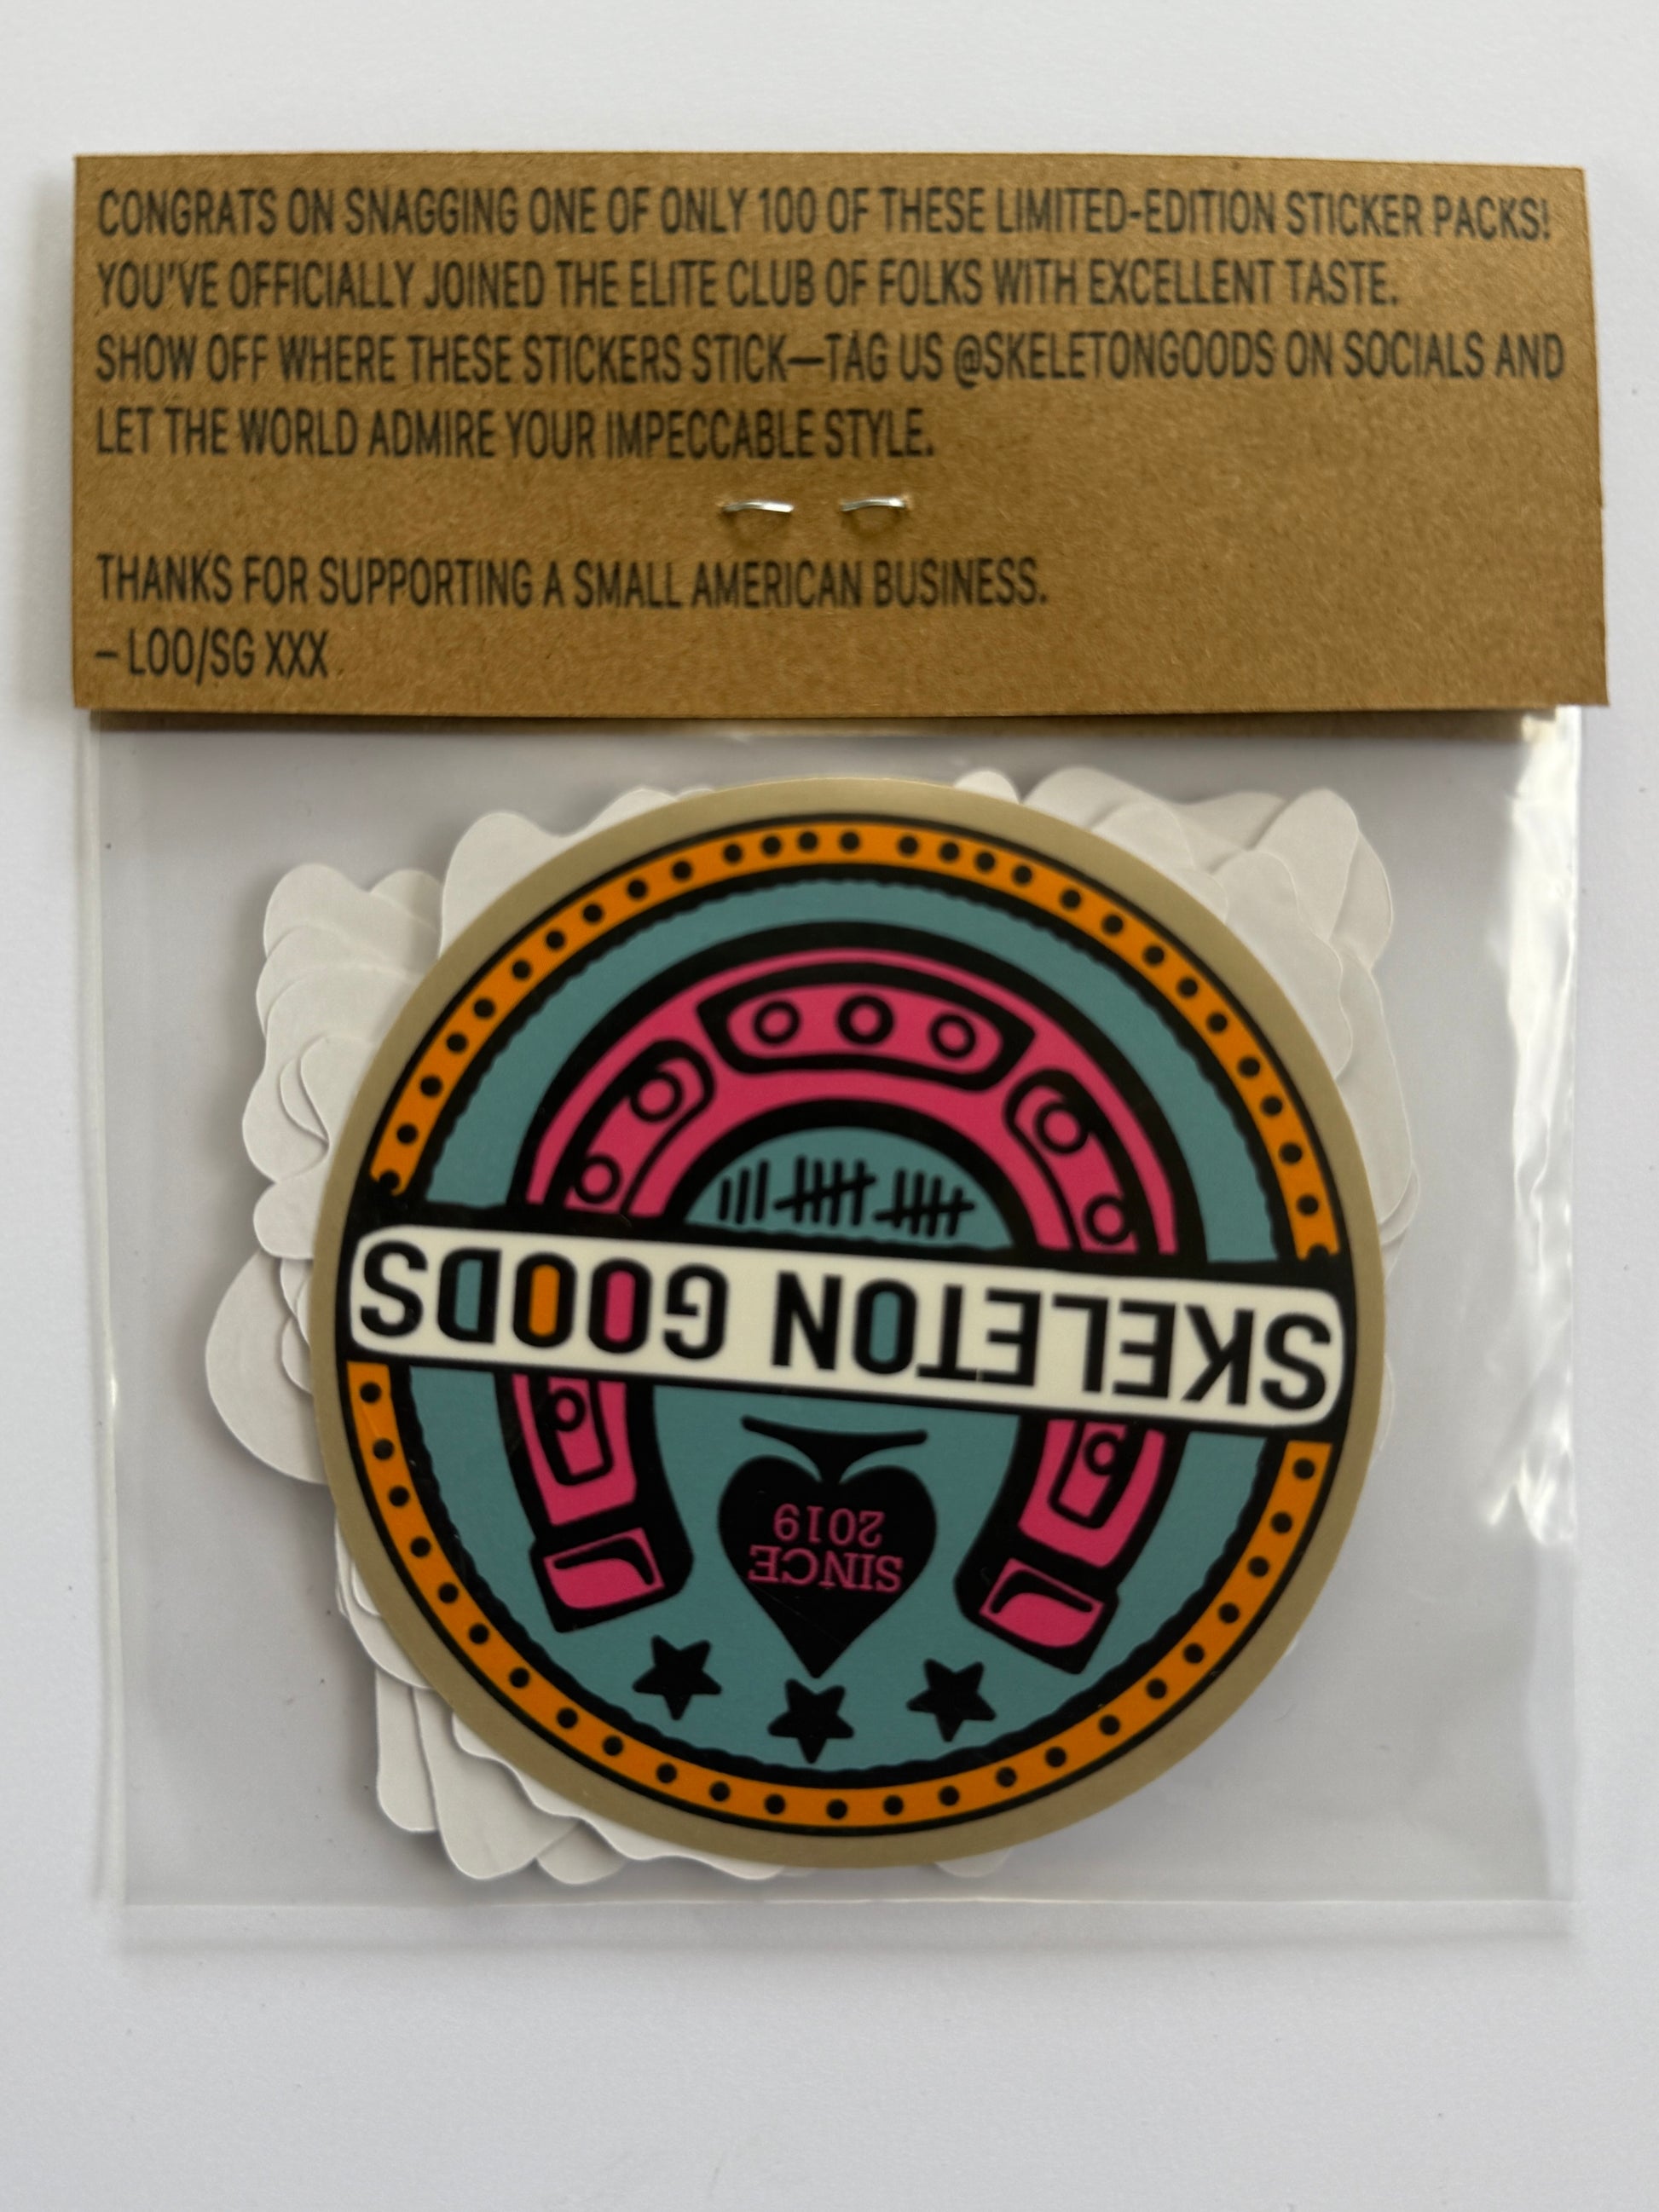 CONGRATS ON SNAGGING ONE OF ONLY 100 OF THESE LIMITED-EDITION STICKER PACKS!
YOU'VE OFFICIALLY JOINED THE ELITE CLUB OF FOLKS WITH EXCELLENT TASTE.
SHOW OFF WHERE THESE STICKERS STICK—TAG US @SKELETONGOODS ON SOCIALS AND
LET THE WORLD ADMIRE YOUR IMPECCABLE STYLE.
THANKS FOR SUPPORTING A SMALL AMERICAN BUSINESS.
– LOO/SG XXX
SINCE
2019
SKELETON GOODS